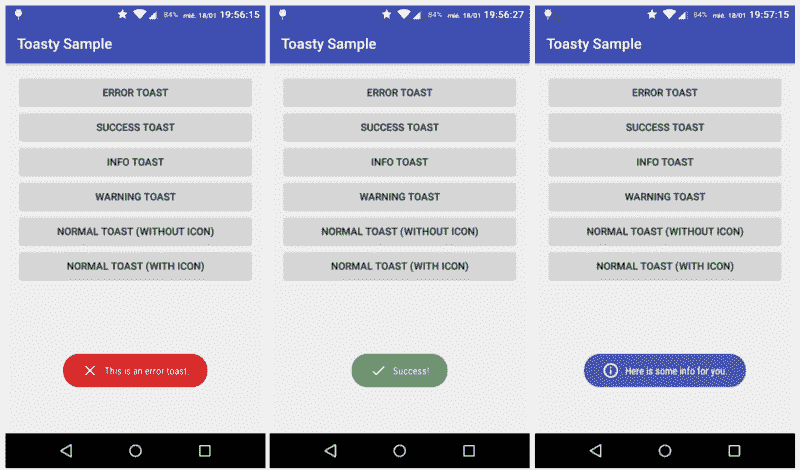 84% mié. 18/01 19:56:15
Toasty Sample
ERROR TOAST
SUCCESS TOAST
INFO TOAST
WARNING TOAST
NORMAL TOAST (WITHOUT ICON)
NORMAL TOAST (WITH ICON)
This is an error toast.
84% mié. 18/01 19:56:27
Toasty Sample
ERROR TOAST
SUCCESS TOAST
INFO TOAST
WARNING TOAST
NORMAL TOAST (WITHOUT ICON)
NORMAL TOAST (WITH ICON)
Success!
84% mié. 18/01 19:57:15
Toasty Sample
ERROR TOAST
SUCCESS TOAST
INFO TOAST
WARNING TOAST
NORMAL TOAST (WITHOUT ICON)
NORMAL TOAST (WITH ICON)
Here is some info for you.